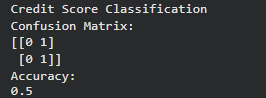 Credit Score Classification
Confusion Matrix:
[[0 1]
 [0 1]]
Accuracy:
0.5